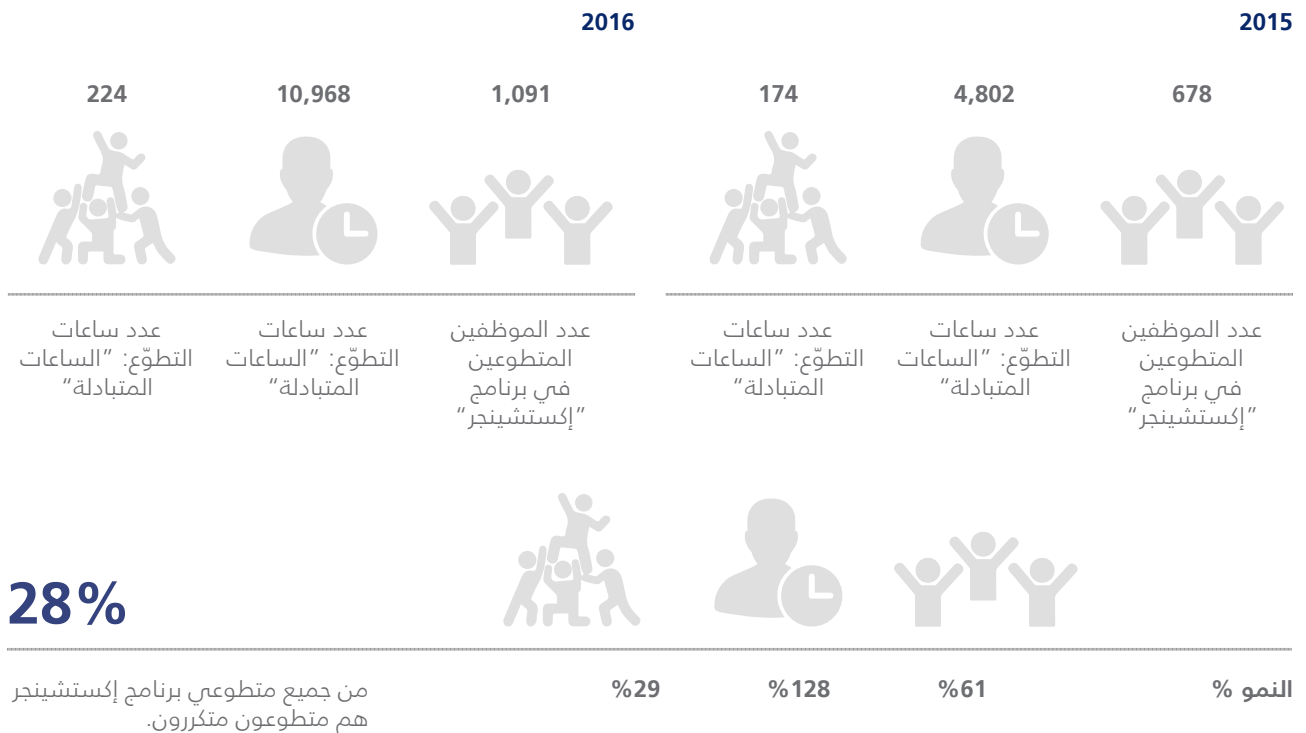 2015
2016
678
4,802
174
1,091
10,968
224
عدد الموظفين
المتطوعين
في برنامج
”إكستشينجر“
عدد ساعات
التطوّع: ”الساعات
المتبادلة“
عدد ساعات
التطوّع: ”الساعات
المتبادلة“
عدد الموظفين
المتطوعين
في برنامج
”إكستشينجر“
عدد ساعات
التطوّع: ”الساعات
المتبادلة“
عدد ساعات
التطوّع: ”الساعات
المتبادلة“
28%
النمو %
%61
%128
%29
من جميع متطوعي برنامج إكستشينجر
هم متطوعون متكررون.